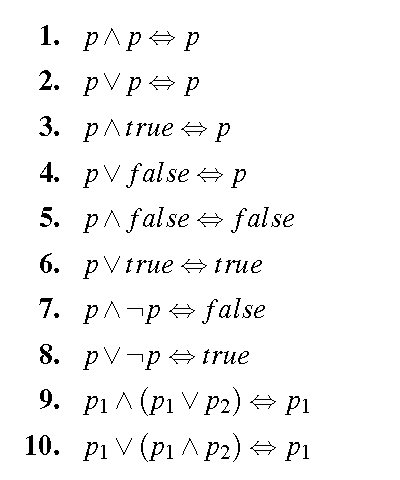 1. p ∧ p ⇔ p
2. p ∨ p ⇔ p
3. p ∧ true ⇔ p
4. p ∨ false ⇔ p
5. p ∧ false ⇔ false
6. p ∨ true ⇔ true
7. p ∧ ¬p ⇔ false
8. p ∨ ¬p ⇔ true
9. p₁ ∧ (p₁ ∨ p₂) ⇔ p₁
10. p₁ ∨ (p₁ ∧ p₂) ⇔ p₁